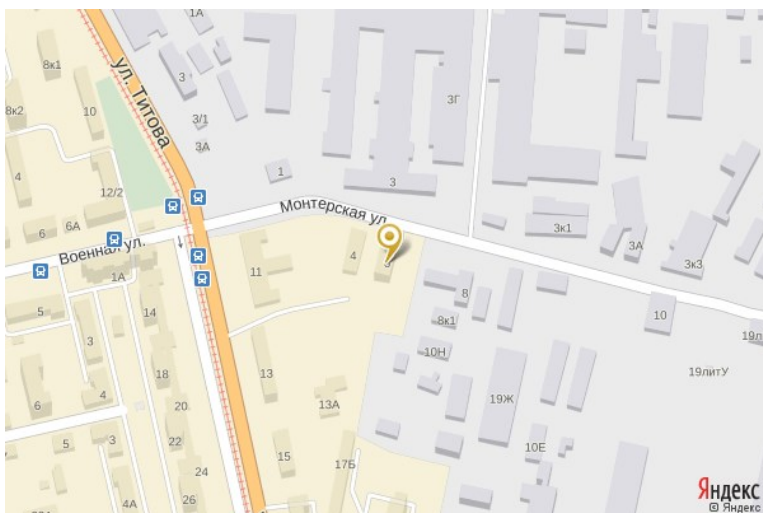 1А
8к1
3
ул. Титова
10
8к2
3/1
3Г
3А
4
1
3
12/2
Монтерская ул.
6А
6
3к1
3А
Военная ул.
4
11
1А
3к3
8
5
14
8к1
10
3
10Н
19литУ
18
13
4
19Ж
6
20
13А
22
5
3
10Е
15
17Б
24
4А
26
Яндекс
© Яндекс